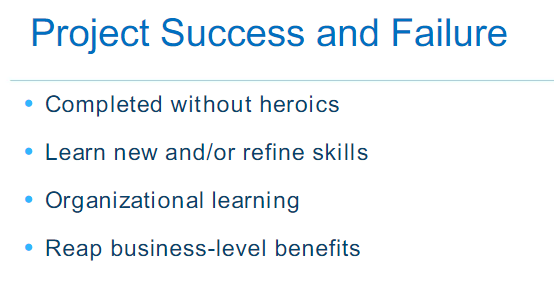 Project Success and Failure
• Completed without heroics
• Learn new and/or refine skills
• Organizational learning
• Reap business-level benefits